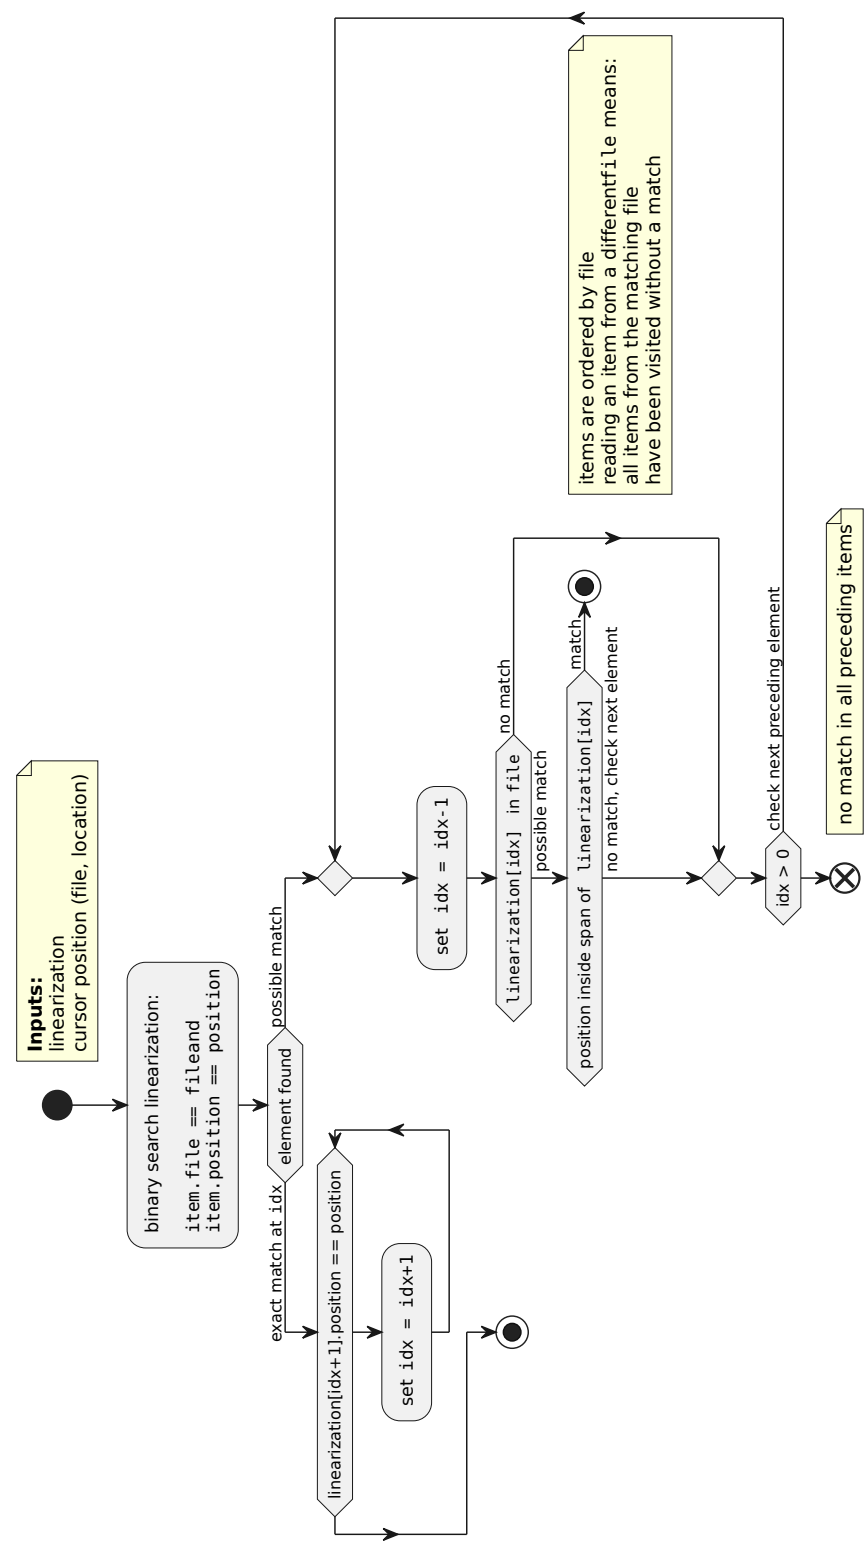 Inputs:
linearization
cursor position (file, location)
binary search linearization:
item.file == fileand
item.position == position
element found
exact match at idx
possible match
linearization[idx+1].position == position
set idx = idx+1
set idx = idx-1
linearization[idx] in file
no match
possible match
position inside span of linearization[idx]
match
no match, check next element
items are ordered by file
reading an item from a differentfile means:
all items from the matching file
have been visited without a match
idx > 0
check next preceding element
no match in all preceding items